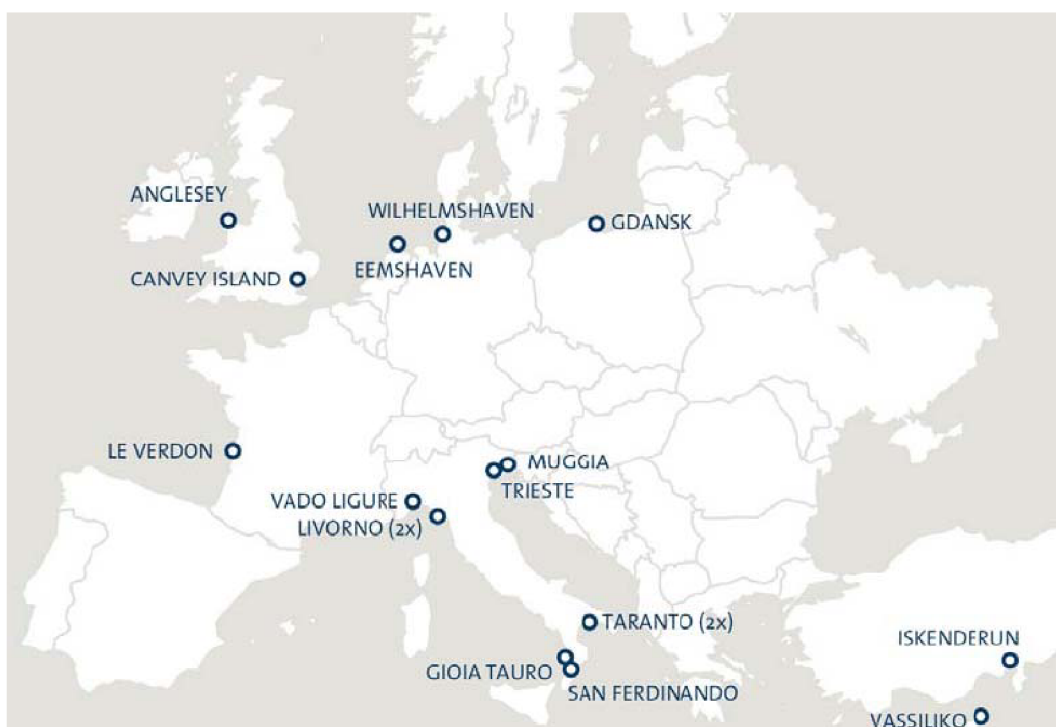 ANGLESEY
WILHELMSHAVEN
GDANSK
EEMSHAVEN
CANVEY ISLAND
LE VERDON
MUGGIA
TRIESTE
VADO LIGURE
LIVORNO (2x)
TARANTO (2x)
ISKENDERUN
GIOIA TAURO
SAN FERDINANDO
VASSILIKO